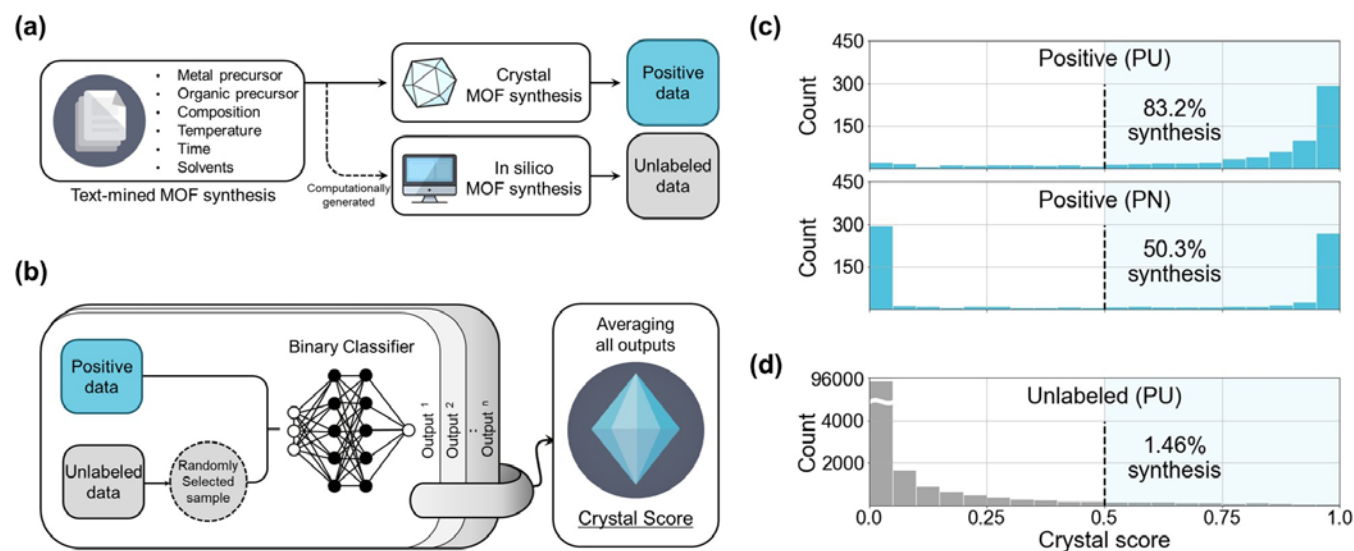 (a)
• Metal precursor
• Organic precursor
• Composition
• Temperature
• Time
• Solvents
Text-mined MOF synthesis
Computationally
generated
Crystal
MOF synthesis
Positive
data
In silico
MOF synthesis
Unlabeled
data
(b)
Positive
data
Unlabeled
data
Randomly
Selected
sample
Binary Classifier
Output 1
Output 2
:
Output n
Averaging
all outputs
Crystal Score
(c)
Positive (PU)
450
300
150
Count
83.2%
synthesis
Positive (PN)
450
300
150
Count
50.3%
synthesis
(d)
Unlabeled (PU)
96000
4000
2000
Count
1.46%
synthesis
0.0 0.25 0.5 0.75 1.0
Crystal score